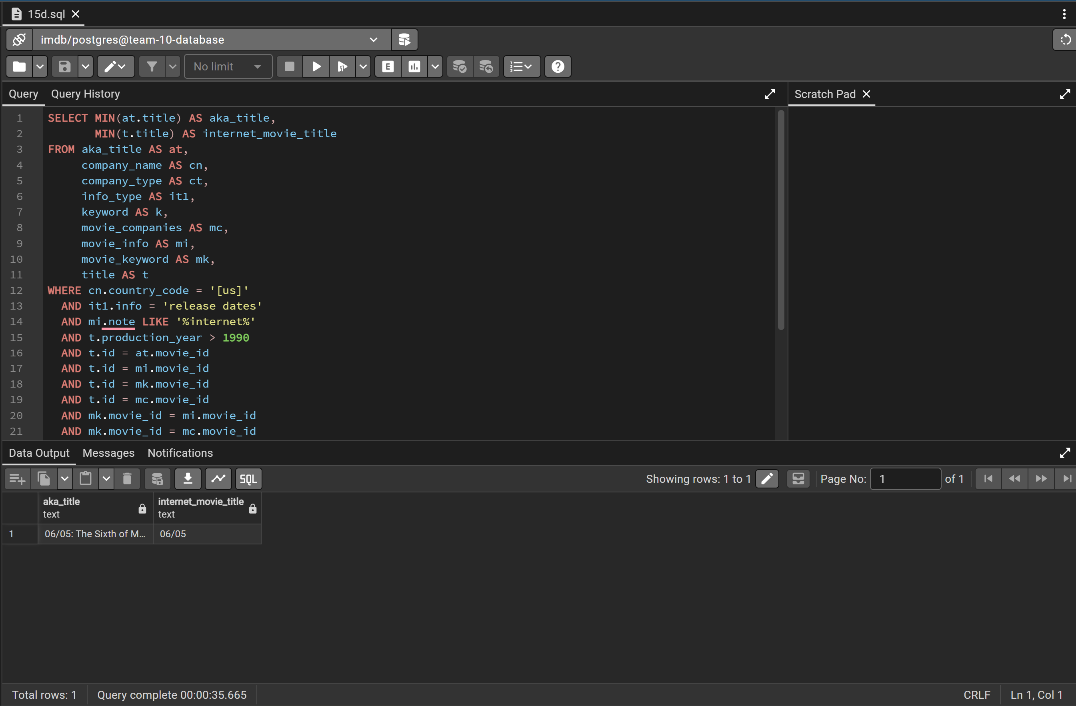 15d.sql
imdb/postgres@team-10-database
No limit
E
Query Query History
Scratch Pad
1 SELECT MIN(at.title) AS aka_title,
2 MIN(t.title) AS internet_movie_title
3 FROM aka_title AS at,
4 company_name AS cn,
5 company_type AS ct,
6 info_type AS it1,
7 keyword AS k,
8 movie_companies AS mc,
9 movie_info AS mi,
10 movie_keyword AS mk,
11 title AS t
12 WHERE cn.country_code = '[us]'
13 AND it1.info = 'release dates'
14 AND mi.note LIKE '%internet%'
15 AND t.production_year > 1990
16 AND t.id = at.movie_id
17 AND t.id = mi.movie_id
18 AND t.id = mk.movie_id
19 AND t.id = mc.movie_id
20 AND mk.movie_id = mi.movie_id
21 AND mk.movie_id = mc.movie_id
Data Output Messages Notifications
SQL
Showing rows: 1 to 1
Page No: 1 of 1
aka_title internet_movie_title
text text
1 06/05: The Sixth of M... 06/05
Total rows: 1 Query complete 00:00:35.665 CRLF Ln 1, Col 1